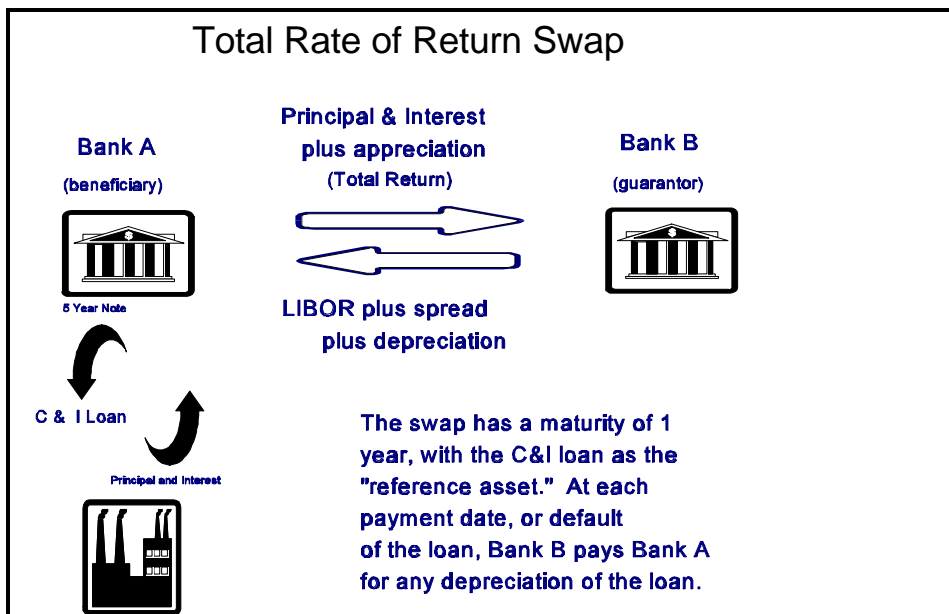 Total Rate of Return Swap
Principal & Interest
plus appreciation
(Total Return)
Bank A
(beneficiary)
Bank B
(guarantor)
$
$
5 Year Note
LIBOR plus spread
plus depreciation
C & I Loan
Principal and Interest
The swap has a maturity of 1
year, with the C&I loan as the
"reference asset." At each
payment date, or default
of the loan, Bank B pays Bank A
for any depreciation of the loan.